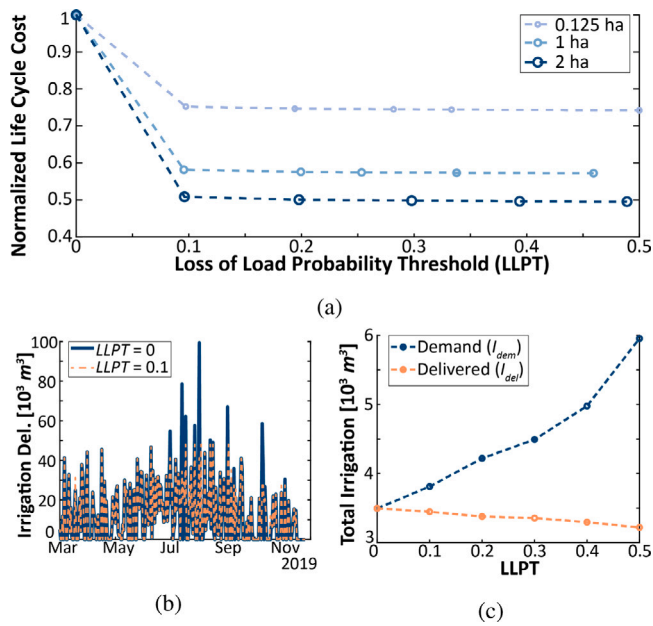 Normalized Life Cycle Cost
1
0.9
0.8
0.7
0.6
0.5
0.4
0.125 ha
1 ha
2 ha
0 0.1 0.2 0.3 0.4 0.5
Loss of Load Probability Threshold (LLPT)
(a)
Irrigation Del. [10³ m³]
100
80
60
40
20
0
LLPT = 0
LLPT = 0.1
Mar May Jul Sep Nov
2019
(b)
Total Irrigation [10³ m³]
6
5
4
3
Demand (I_dem)
Delivered (I_del)
0 0.1 0.2 0.3 0.4 0.5
LLPT
(c)